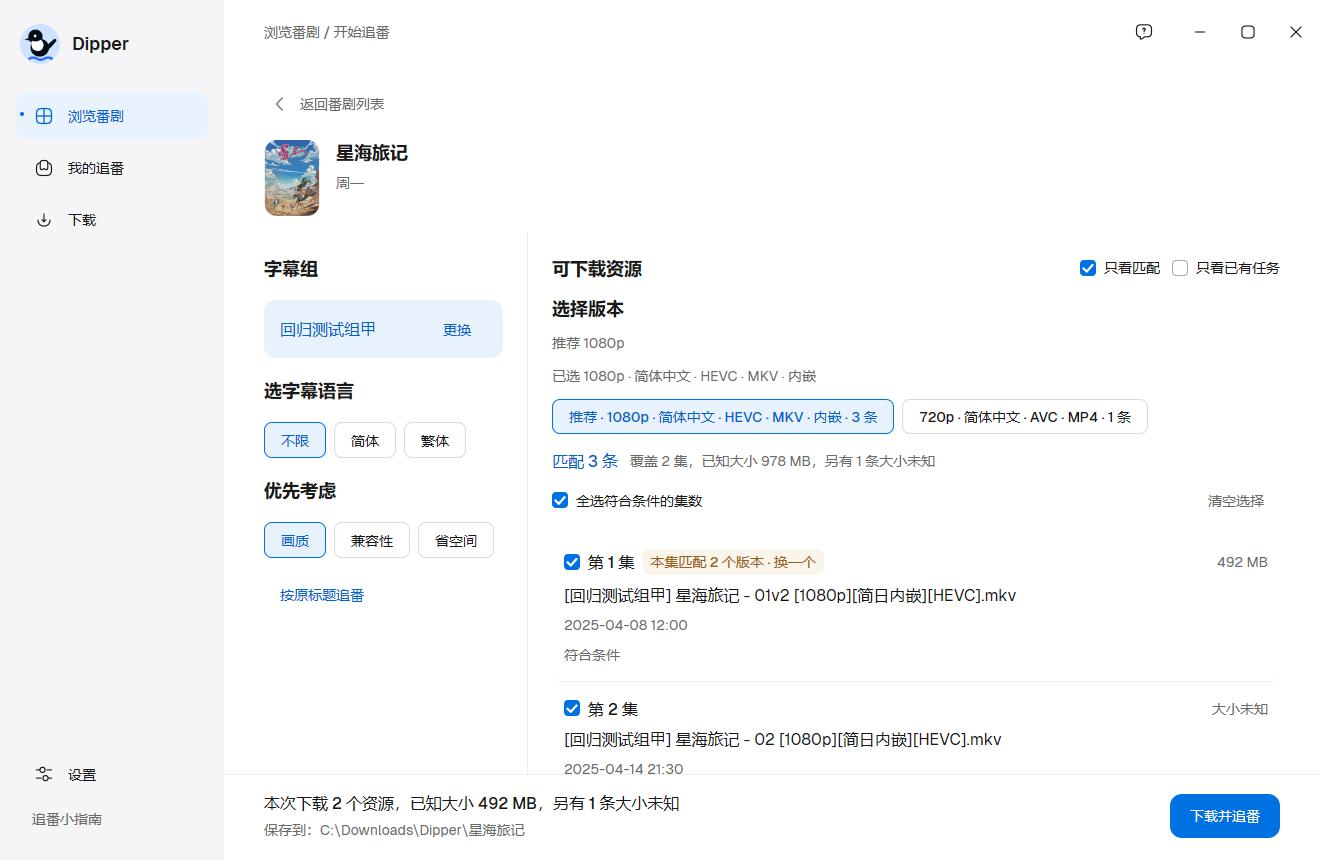 Dipper
浏览番剧
我的追番
下载
设置
追番小指南
浏览番剧 / 开始追番
返回番剧列表
星海旅记
周一
字幕组
回归测试组甲 更换
选字幕语言
不限 简体 繁体
优先考虑
画质 兼容性 省空间
按原标题追番
可下载资源 只看匹配 只看已有任务
选择版本
推荐 1080p
已选 1080p · 简体中文 · HEVC · MKV · 内嵌
推荐 · 1080p · 简体中文 · HEVC · MKV · 内嵌 · 3 条 720p · 简体中文 · AVC · MP4 · 1 条
匹配 3 条 覆盖 2 集，已知大小 978 MB，另有 1 条大小未知
全选符合条件的集数 清空选择
第 1 集 本集匹配 2 个版本 · 换一个 492 MB
[回归测试组甲] 星海旅记 - 01v2 [1080p][简日内嵌][HEVC].mkv
2025-04-08 12:00
符合条件
第 2 集 大小未知
[回归测试组甲] 星海旅记 - 02 [1080p][简日内嵌][HEVC].mkv
2025-04-14 21:30
本次下载 2 个资源，已知大小 492 MB，另有 1 条大小未知
保存到：C:\Downloads\Dipper\星海旅记
下载并追番